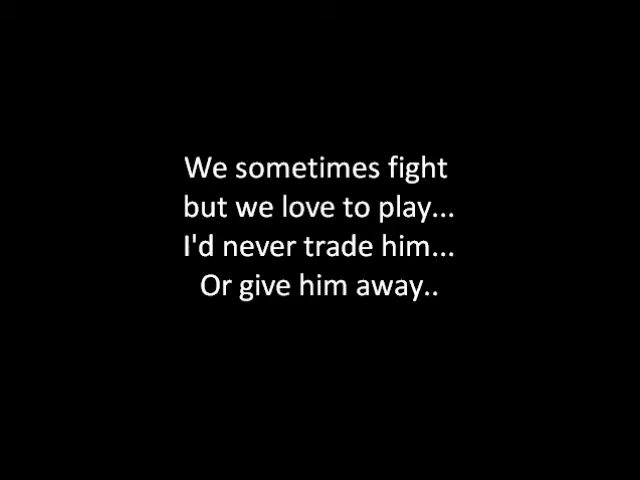 We sometimes fight
but we love to play...
I'd never trade him...
Or give him away..